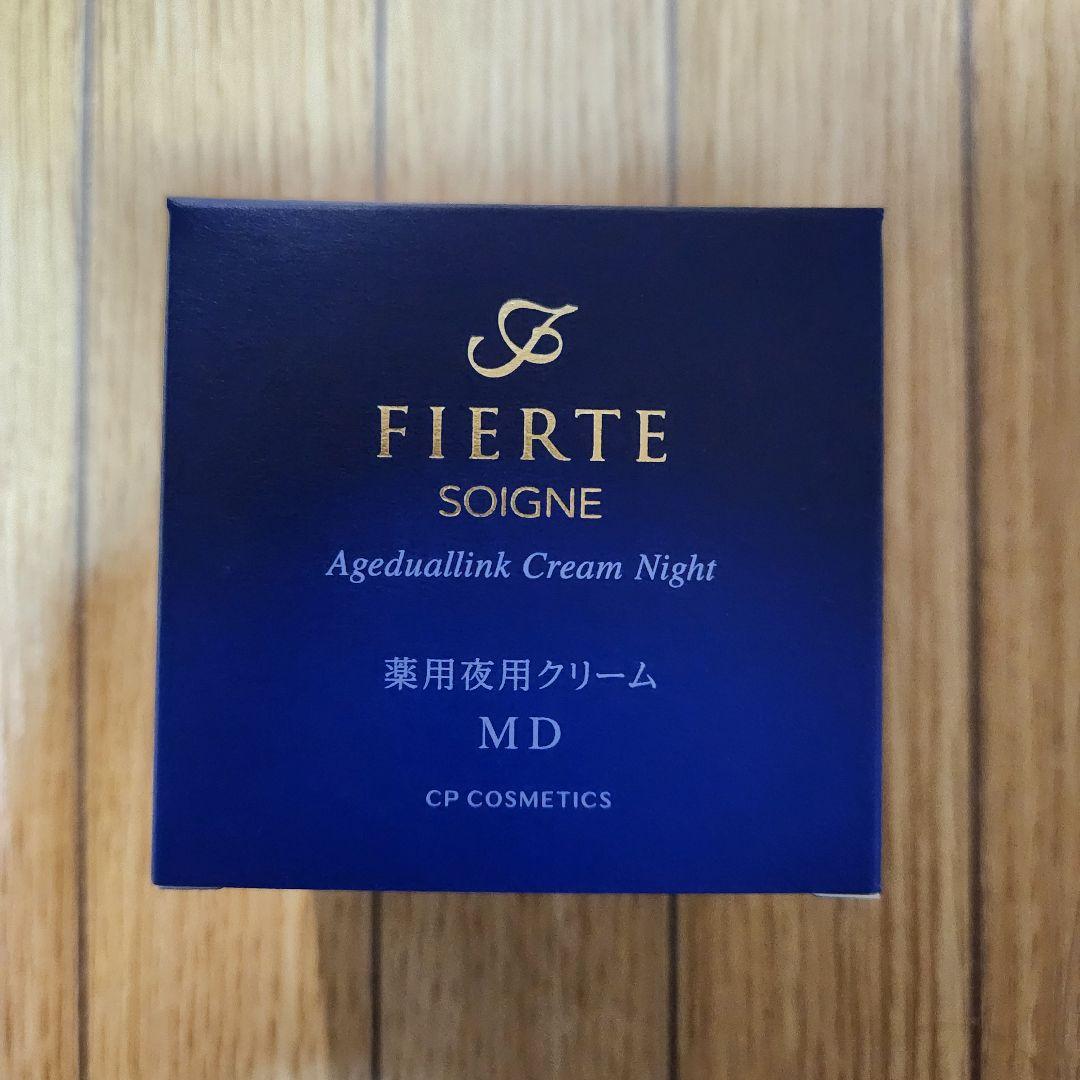 FIERTE
SOIGNE
Ageduallink Cream Night
薬用夜用クリーム
MD
CP COSMETICS